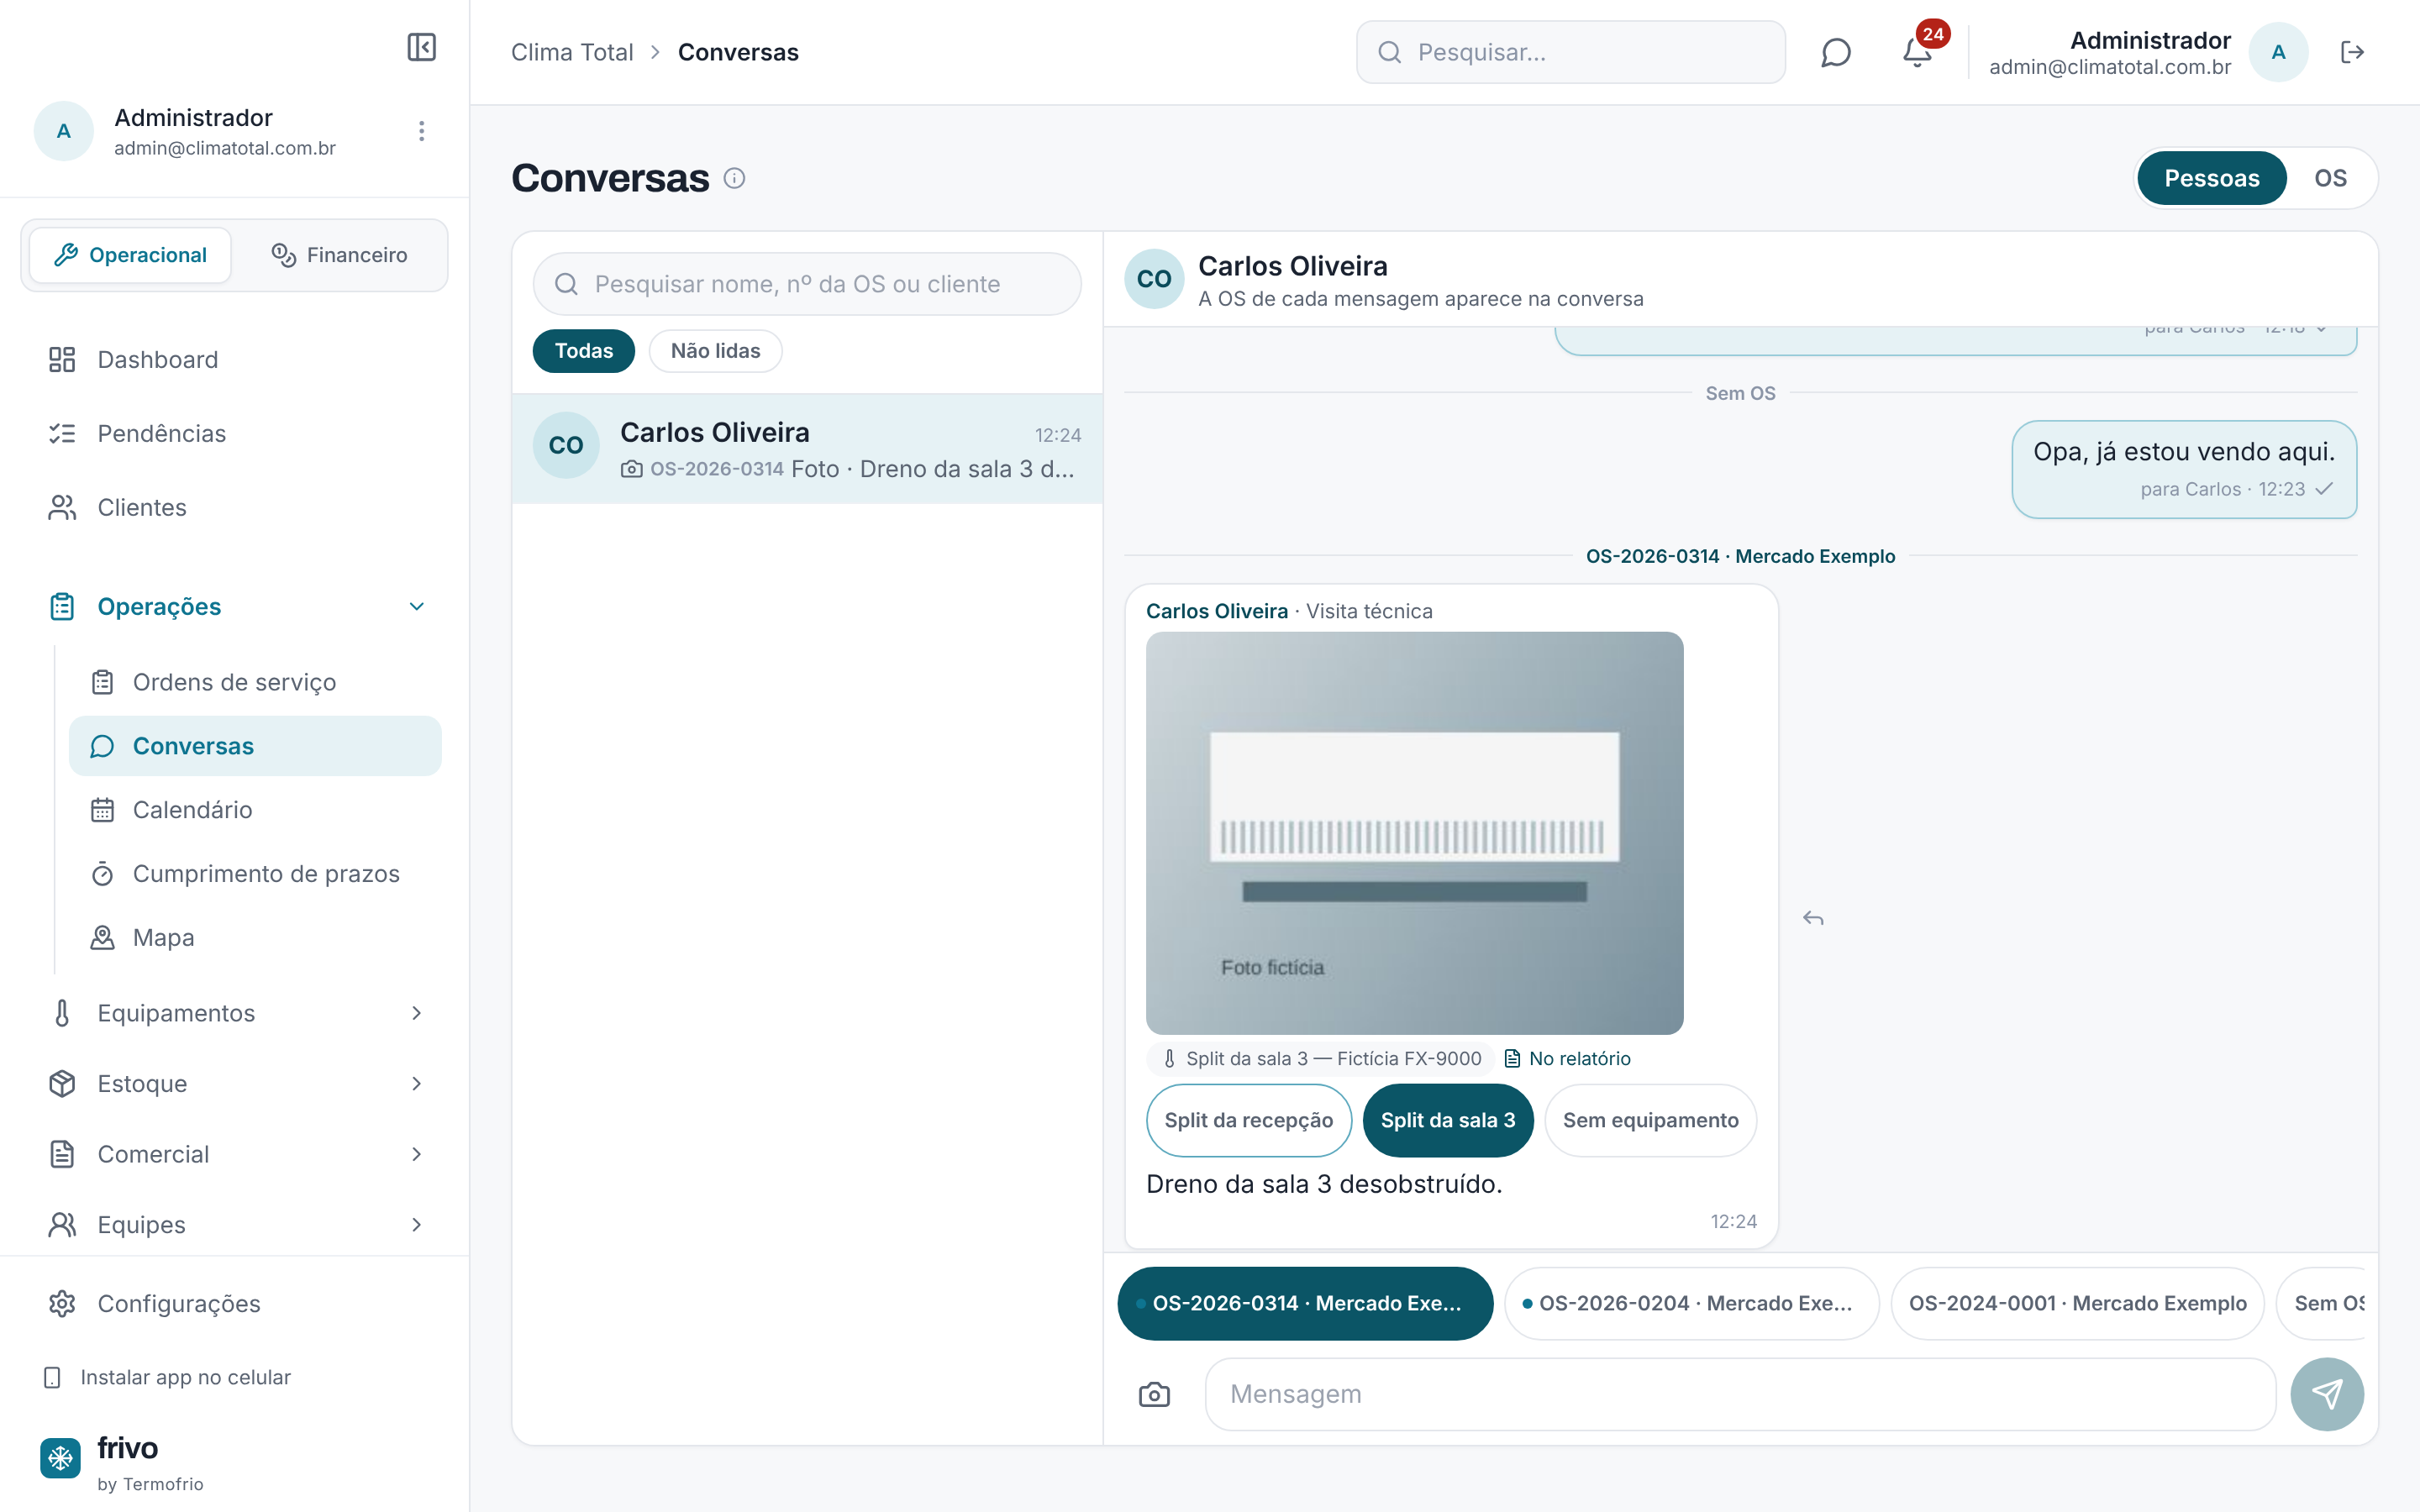 Administrador
admin@climatotal.com.br
Operacional
Financeiro
Dashboard
Pendências
Clientes
Operações
Ordens de serviço
Conversas
Calendário
Cumprimento de prazos
Mapa
Equipamentos
Estoque
Comercial
Equipes
Configurações
Instalar app no celular
frivo
by Termofrio
Clima Total > Conversas
Pesquisar...
24
Administrador
admin@climatotal.com.br
A
A
Conversas
Pessoas
OS
Pesquisar nome, nº da OS ou cliente
Todas
Não lidas
CO
Carlos Oliveira
12:24
OS-2026-0314 Foto · Dreno da sala 3 d...
CO
Carlos Oliveira
A OS de cada mensagem aparece na conversa
para Carlos · 12:18
Sem OS
Opa, já estou vendo aqui.
para Carlos · 12:23
OS-2026-0314 · Mercado Exemplo
Carlos Oliveira · Visita técnica
Foto fictícia
Split da sala 3 — Fictícia FX-9000
No relatório
Split da recepção
Split da sala 3
Sem equipamento
Dreno da sala 3 desobstruído.
12:24
OS-2026-0314 · Mercado Exe...
OS-2026-0204 · Mercado Exe...
OS-2024-0001 · Mercado Exemplo
Sem OS
Mensagem